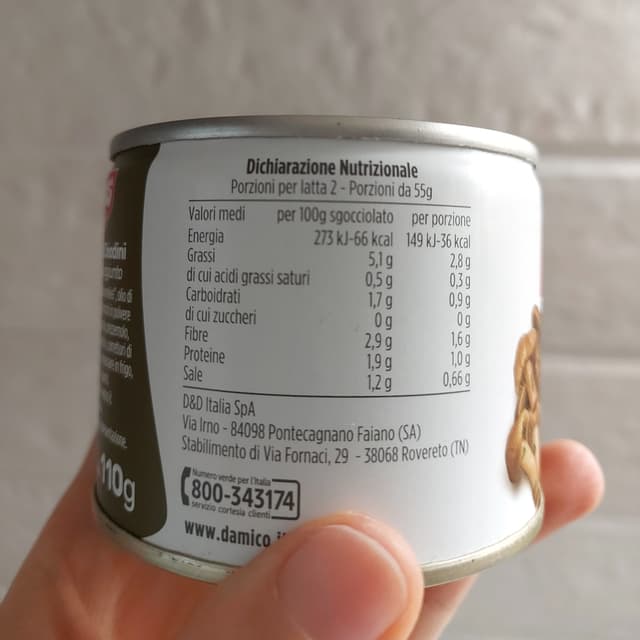 Dichiarazione Nutrizionale
Porzioni per latta 2 - Porzioni da 55g
Valori medi per 100g sgocciolato per porzione
Energia 273 kJ-66 kcal 149 kJ-36 kcal
Grassi 5,1 g 2,8 g
di cui acidi grassi saturi 0,5 g 0,3 g
Carboidrati 1,7 g 0,9 g
di cui zuccheri 0 g 0 g
Fibre 2,9 g 1,6 g
Proteine 1,9 g 1,0 g
Sale 1,2 g 0,66 g
D&D Italia SpA
Via Irno - 84098 Pontecagnano Faiano (SA)
Stabilimento di Via Fornaci, 29 - 38068 Rovereto (TN)
Numero verde per l'Italia
800-343174
servizio cortesia clienti
www.damico.i
110g